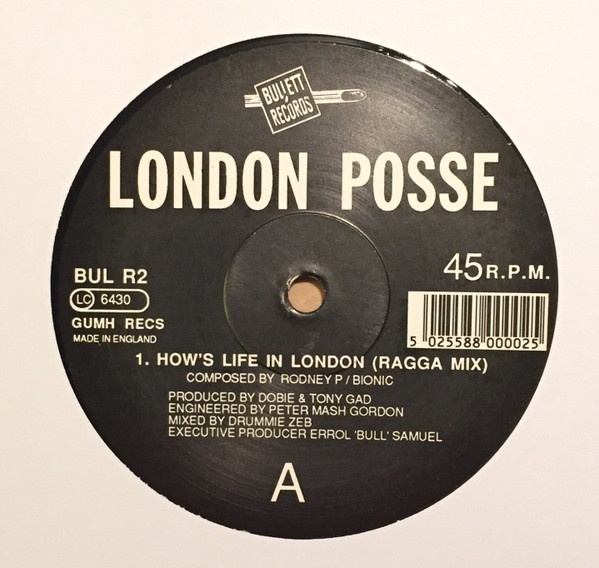 BULLETT
RECORDS
LONDON POSSE
BUL R2
45 R.P.M.
LC 6430
GUMH RECS
MADE IN ENGLAND
5 025588 000025
1. HOW'S LIFE IN LONDON (RAGGA MIX)
COMPOSED BY RODNEY P / BIONIC
PRODUCED BY DOBIE & TONY GAD
ENGINEERED BY PETER MASH GORDON
MIXED BY DRUMMIE ZEB
EXECUTIVE PRODUCER ERROL 'BULL' SAMUEL
A